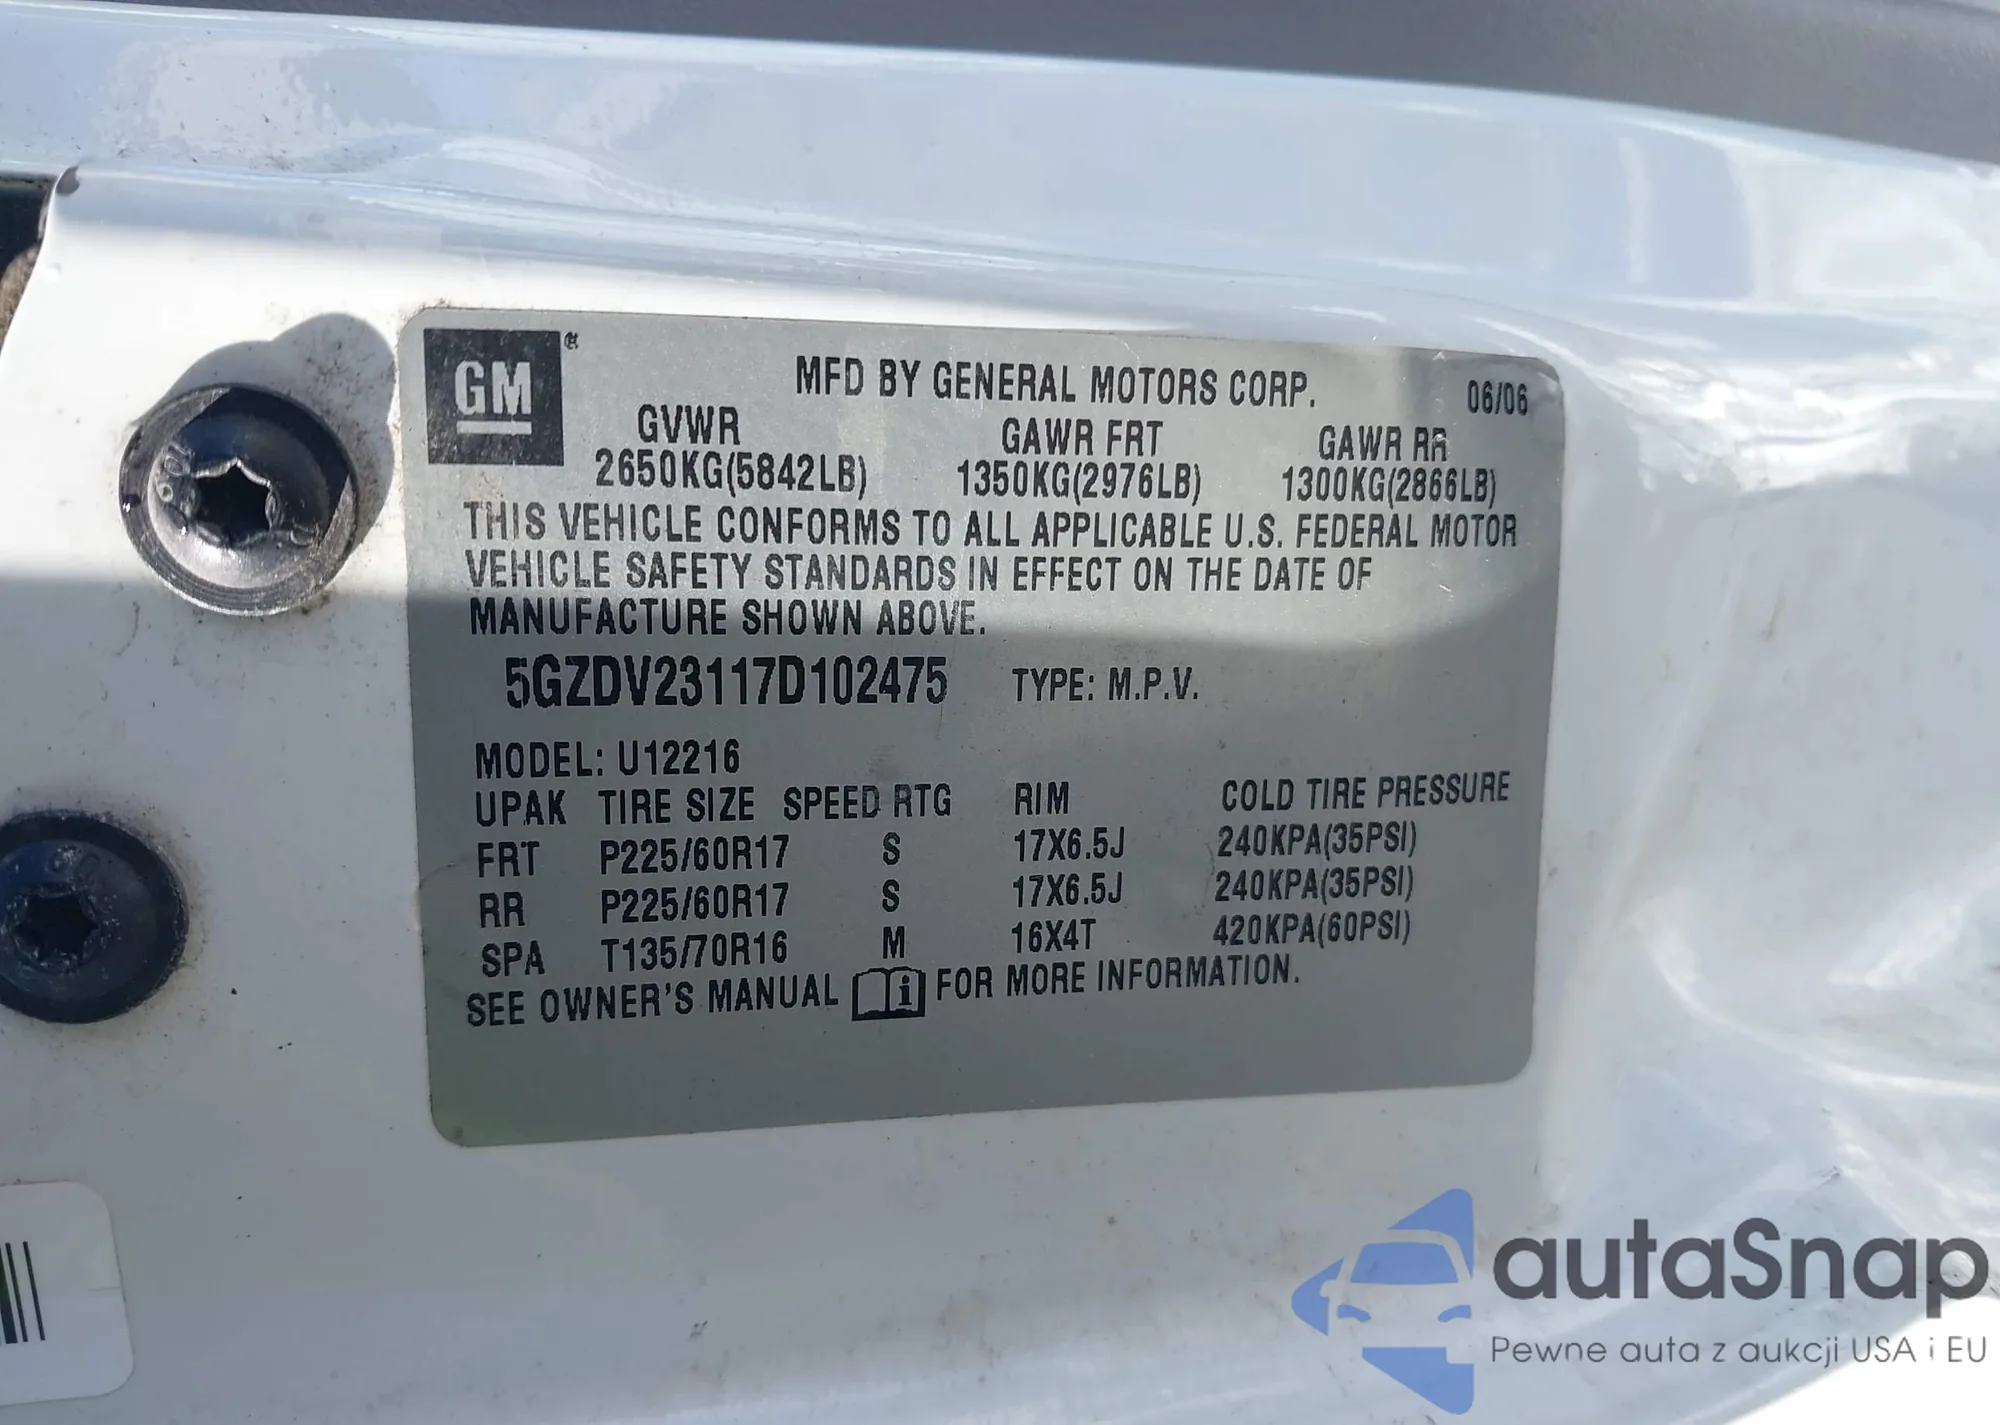 GM
MFD BY GENERAL MOTORS CORP. 06/06
GVWR GAWR FRT GAWR RR
2650KG(5842LB) 1350KG(2976LB) 1300KG(2866LB)
THIS VEHICLE CONFORMS TO ALL APPLICABLE U.S. FEDERAL MOTOR
VEHICLE SAFETY STANDARDS IN EFFECT ON THE DATE OF
MANUFACTURE SHOWN ABOVE.
5GZDV23117D102475 TYPE: M.P.V.
MODEL: U12216
UPAK TIRE SIZE SPEED RTG RIM COLD TIRE PRESSURE
FRT P225/60R17 S 17X6.5J 240KPA(35PSI)
RR P225/60R17 S 17X6.5J 240KPA(35PSI)
SPA T135/70R16 M 16X4T 420KPA(60PSI)
SEE OWNER'S MANUAL FOR MORE INFORMATION.
autaSnap
Pewne auta z aukcji USA i EU